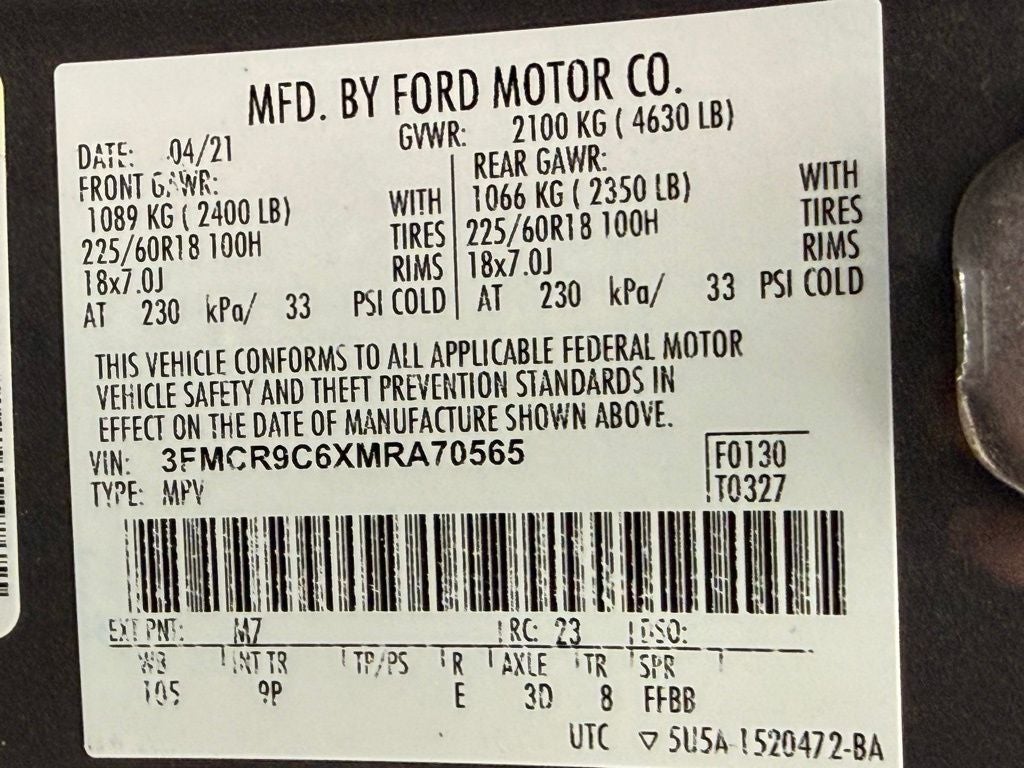 MFD. BY FORD MOTOR CO.
DATE: 04/21 GVWR: 2100 KG ( 4630 LB)
FRONT GAWR: REAR GAWR:
1089 KG ( 2400 LB) WITH 1066 KG ( 2350 LB) WITH
225/60R18 100H TIRES 225/60R18 100H TIRES
18x7.0J RIMS 18x7.0J RIMS
AT 230 kPa/ 33 PSI COLD AT 230 kPa/ 33 PSI COLD
THIS VEHICLE CONFORMS TO ALL APPLICABLE FEDERAL MOTOR
VEHICLE SAFETY AND THEFT PREVENTION STANDARDS IN
EFFECT ON THE DATE OF MANUFACTURE SHOWN ABOVE.
VIN: 3FMCR9C6XMRA70565 F0130
TYPE: MPV T0327
EXT PNT: M7 RC: 23 DSO:
WB INT TR TP/PS R AXLE TR SPR
105 9P E 3D 8 FFBB
UTC ▽ 5U5A-1520472-BA